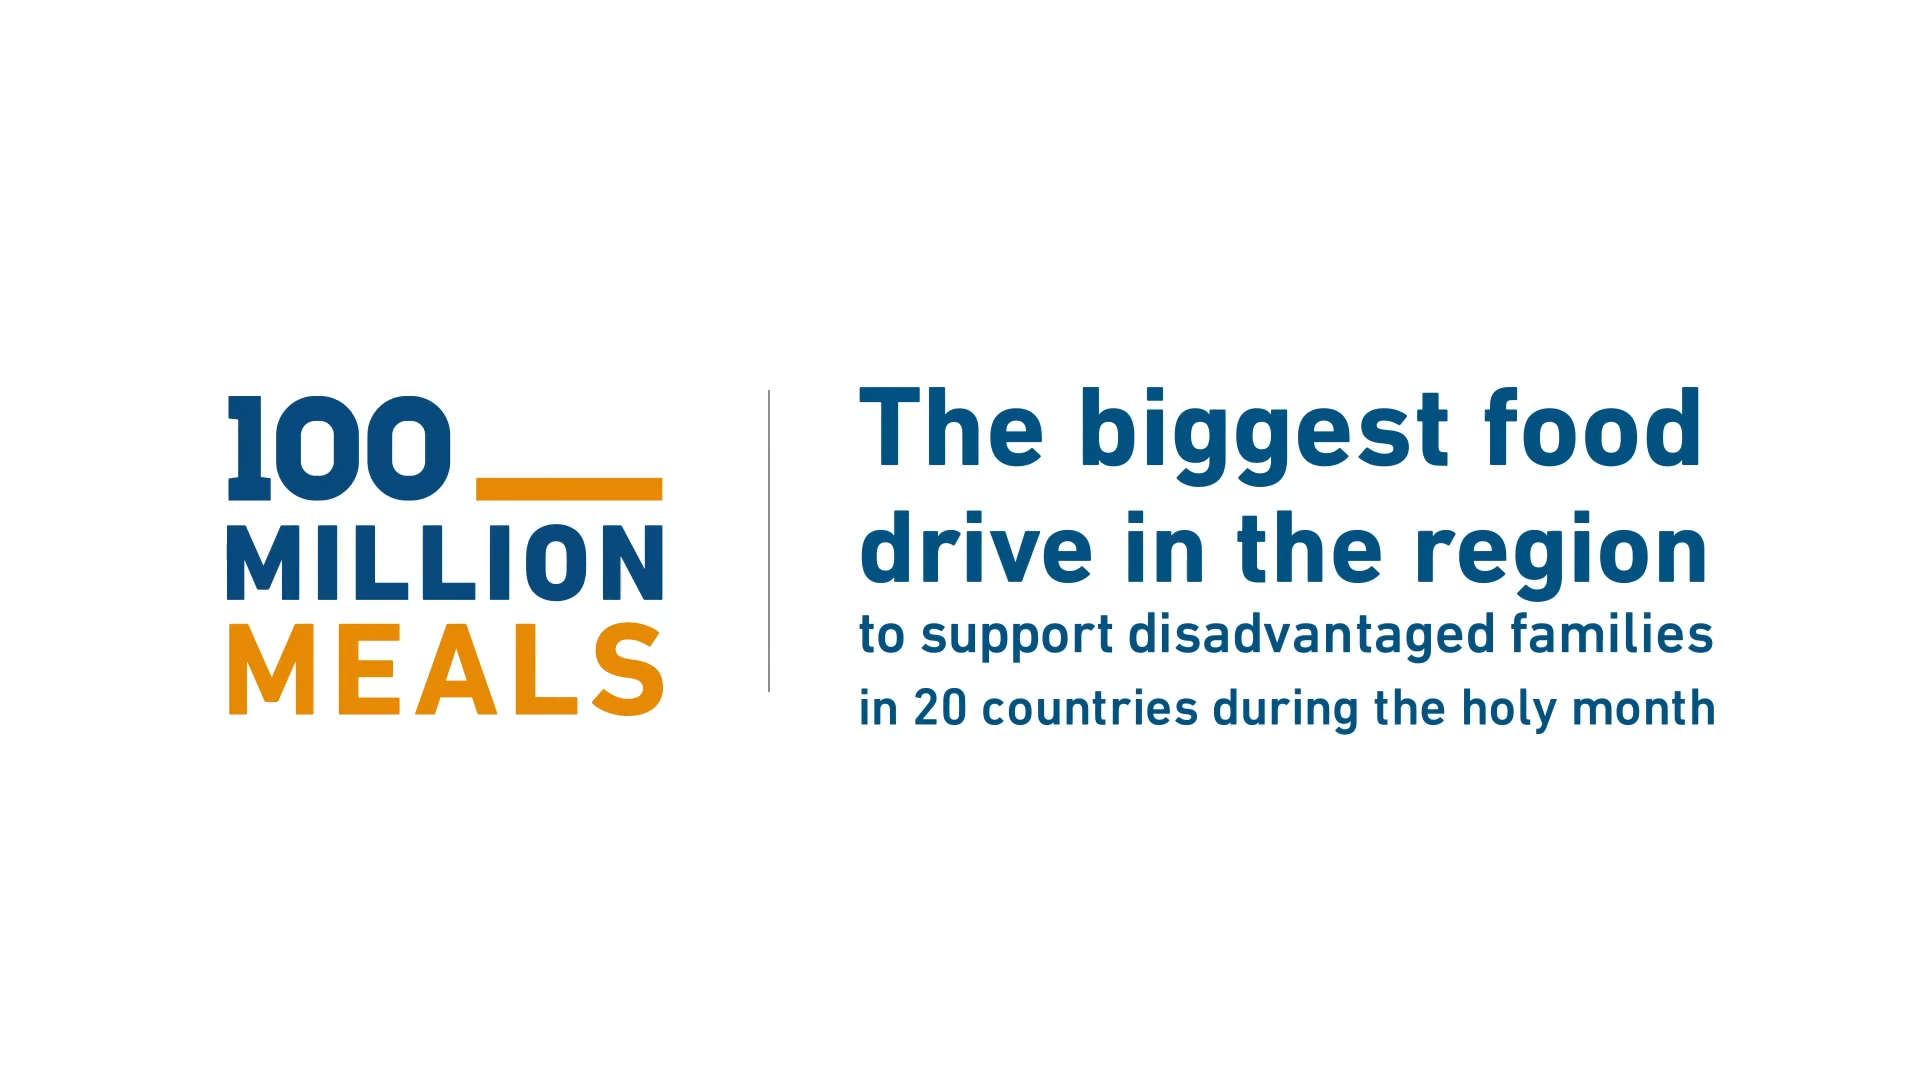 100
MILLION
MEALS
The biggest food
drive in the region
to support disadvantaged families
in 20 countries during the holy month